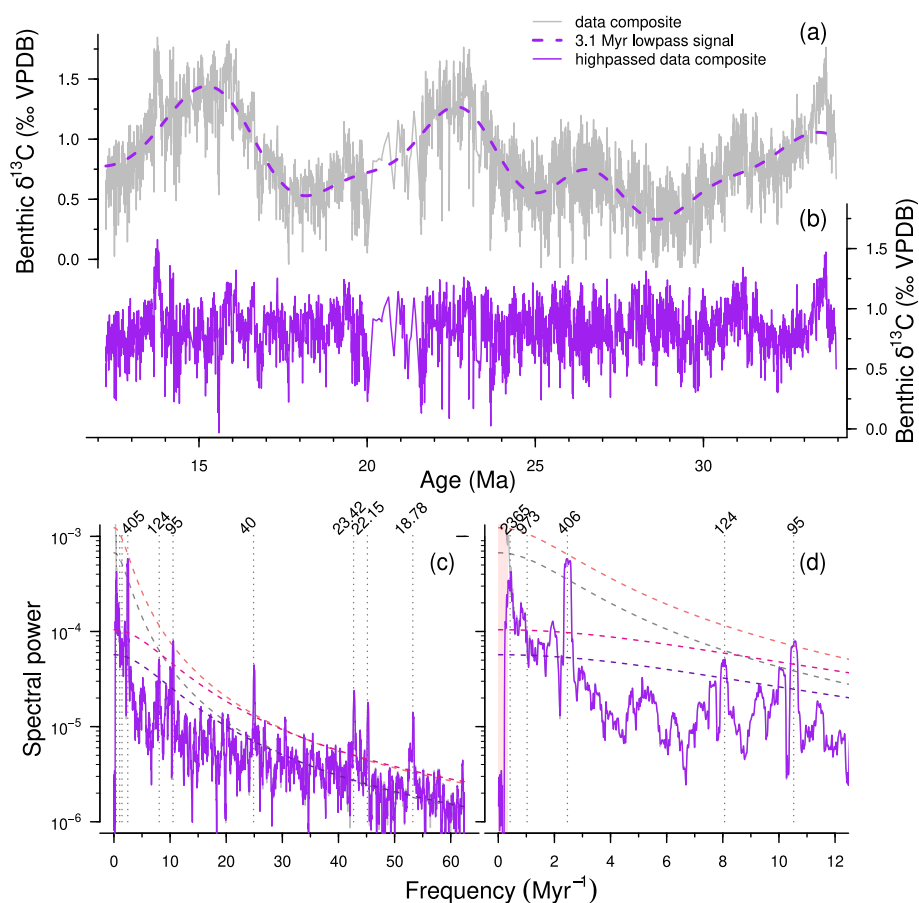 data composite
3.1 Myr lowpass signal
highpassed data composite
(a)
Benthic δ¹³C (‰ VPDB)
1.5
1.0
0.5
0.0
(b)
Benthic δ¹³C (‰ VPDB)
1.5
1.0
0.5
0.0
15 20 25 30
Age (Ma)
405 124 95 40 23.42 22.15 18.78
(c)
Spectral power
10⁻³
10⁻⁴
10⁻⁵
10⁻⁶
0 10 20 30 40 50 60
2365 973 406 124 95
(d)
0 2 4 6 8 10 12
Frequency (Myr⁻¹)